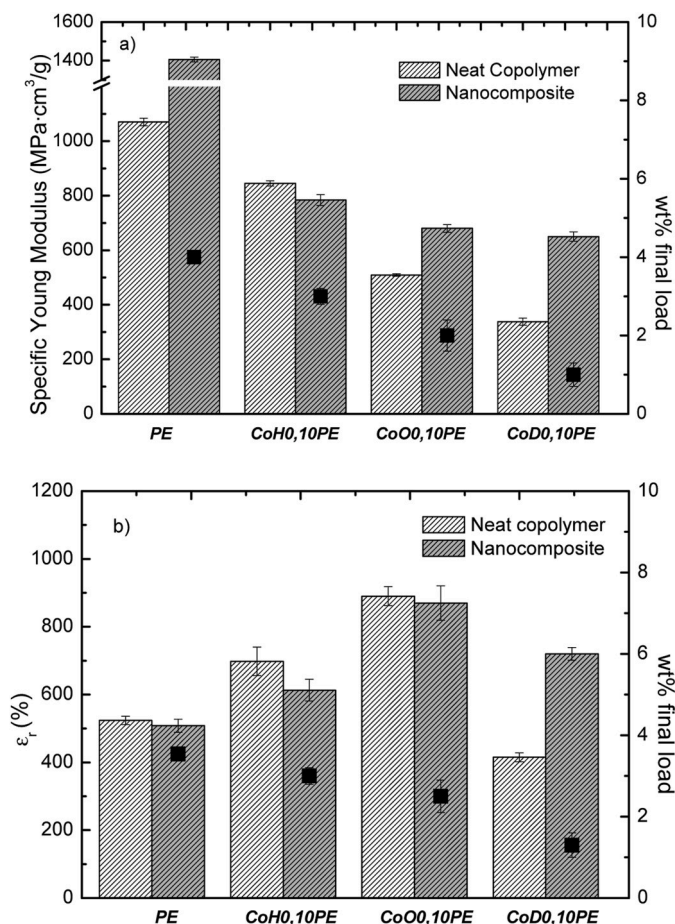 a)
Neat Copolymer
Nanocomposite
Specific Young Modulus (MPa·cm³/g)
1600
1400
1000
800
600
400
200
0
10
8
6
4
2
0
wt% final load
PE
CoH0,10PE
CoO0,10PE
CoD0,10PE
b)
Neat copolymer
Nanocomposite
εr (%)
1200
1000
800
600
400
200
0
10
8
6
4
2
0
wt% final load
PE
CoH0,10PE
CoO0,10PE
CoD0,10PE